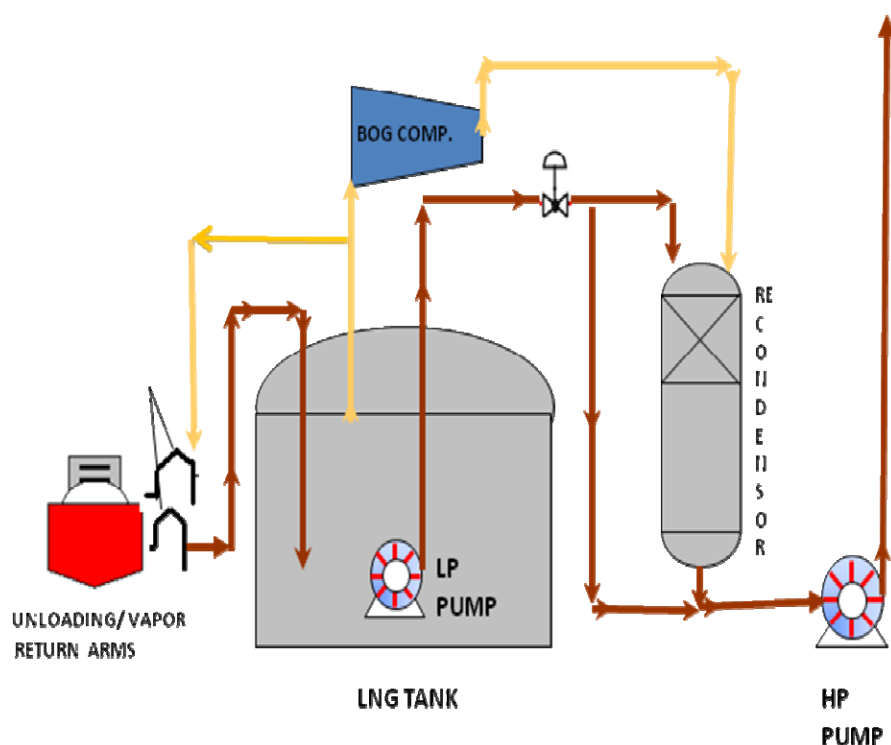 BOG COMP.
RE
C
O
N
D
E
N
S
O
R
LP
PUMP
UNLOADING/VAPOR
RETURN ARMS
LNG TANK
HP
PUMP